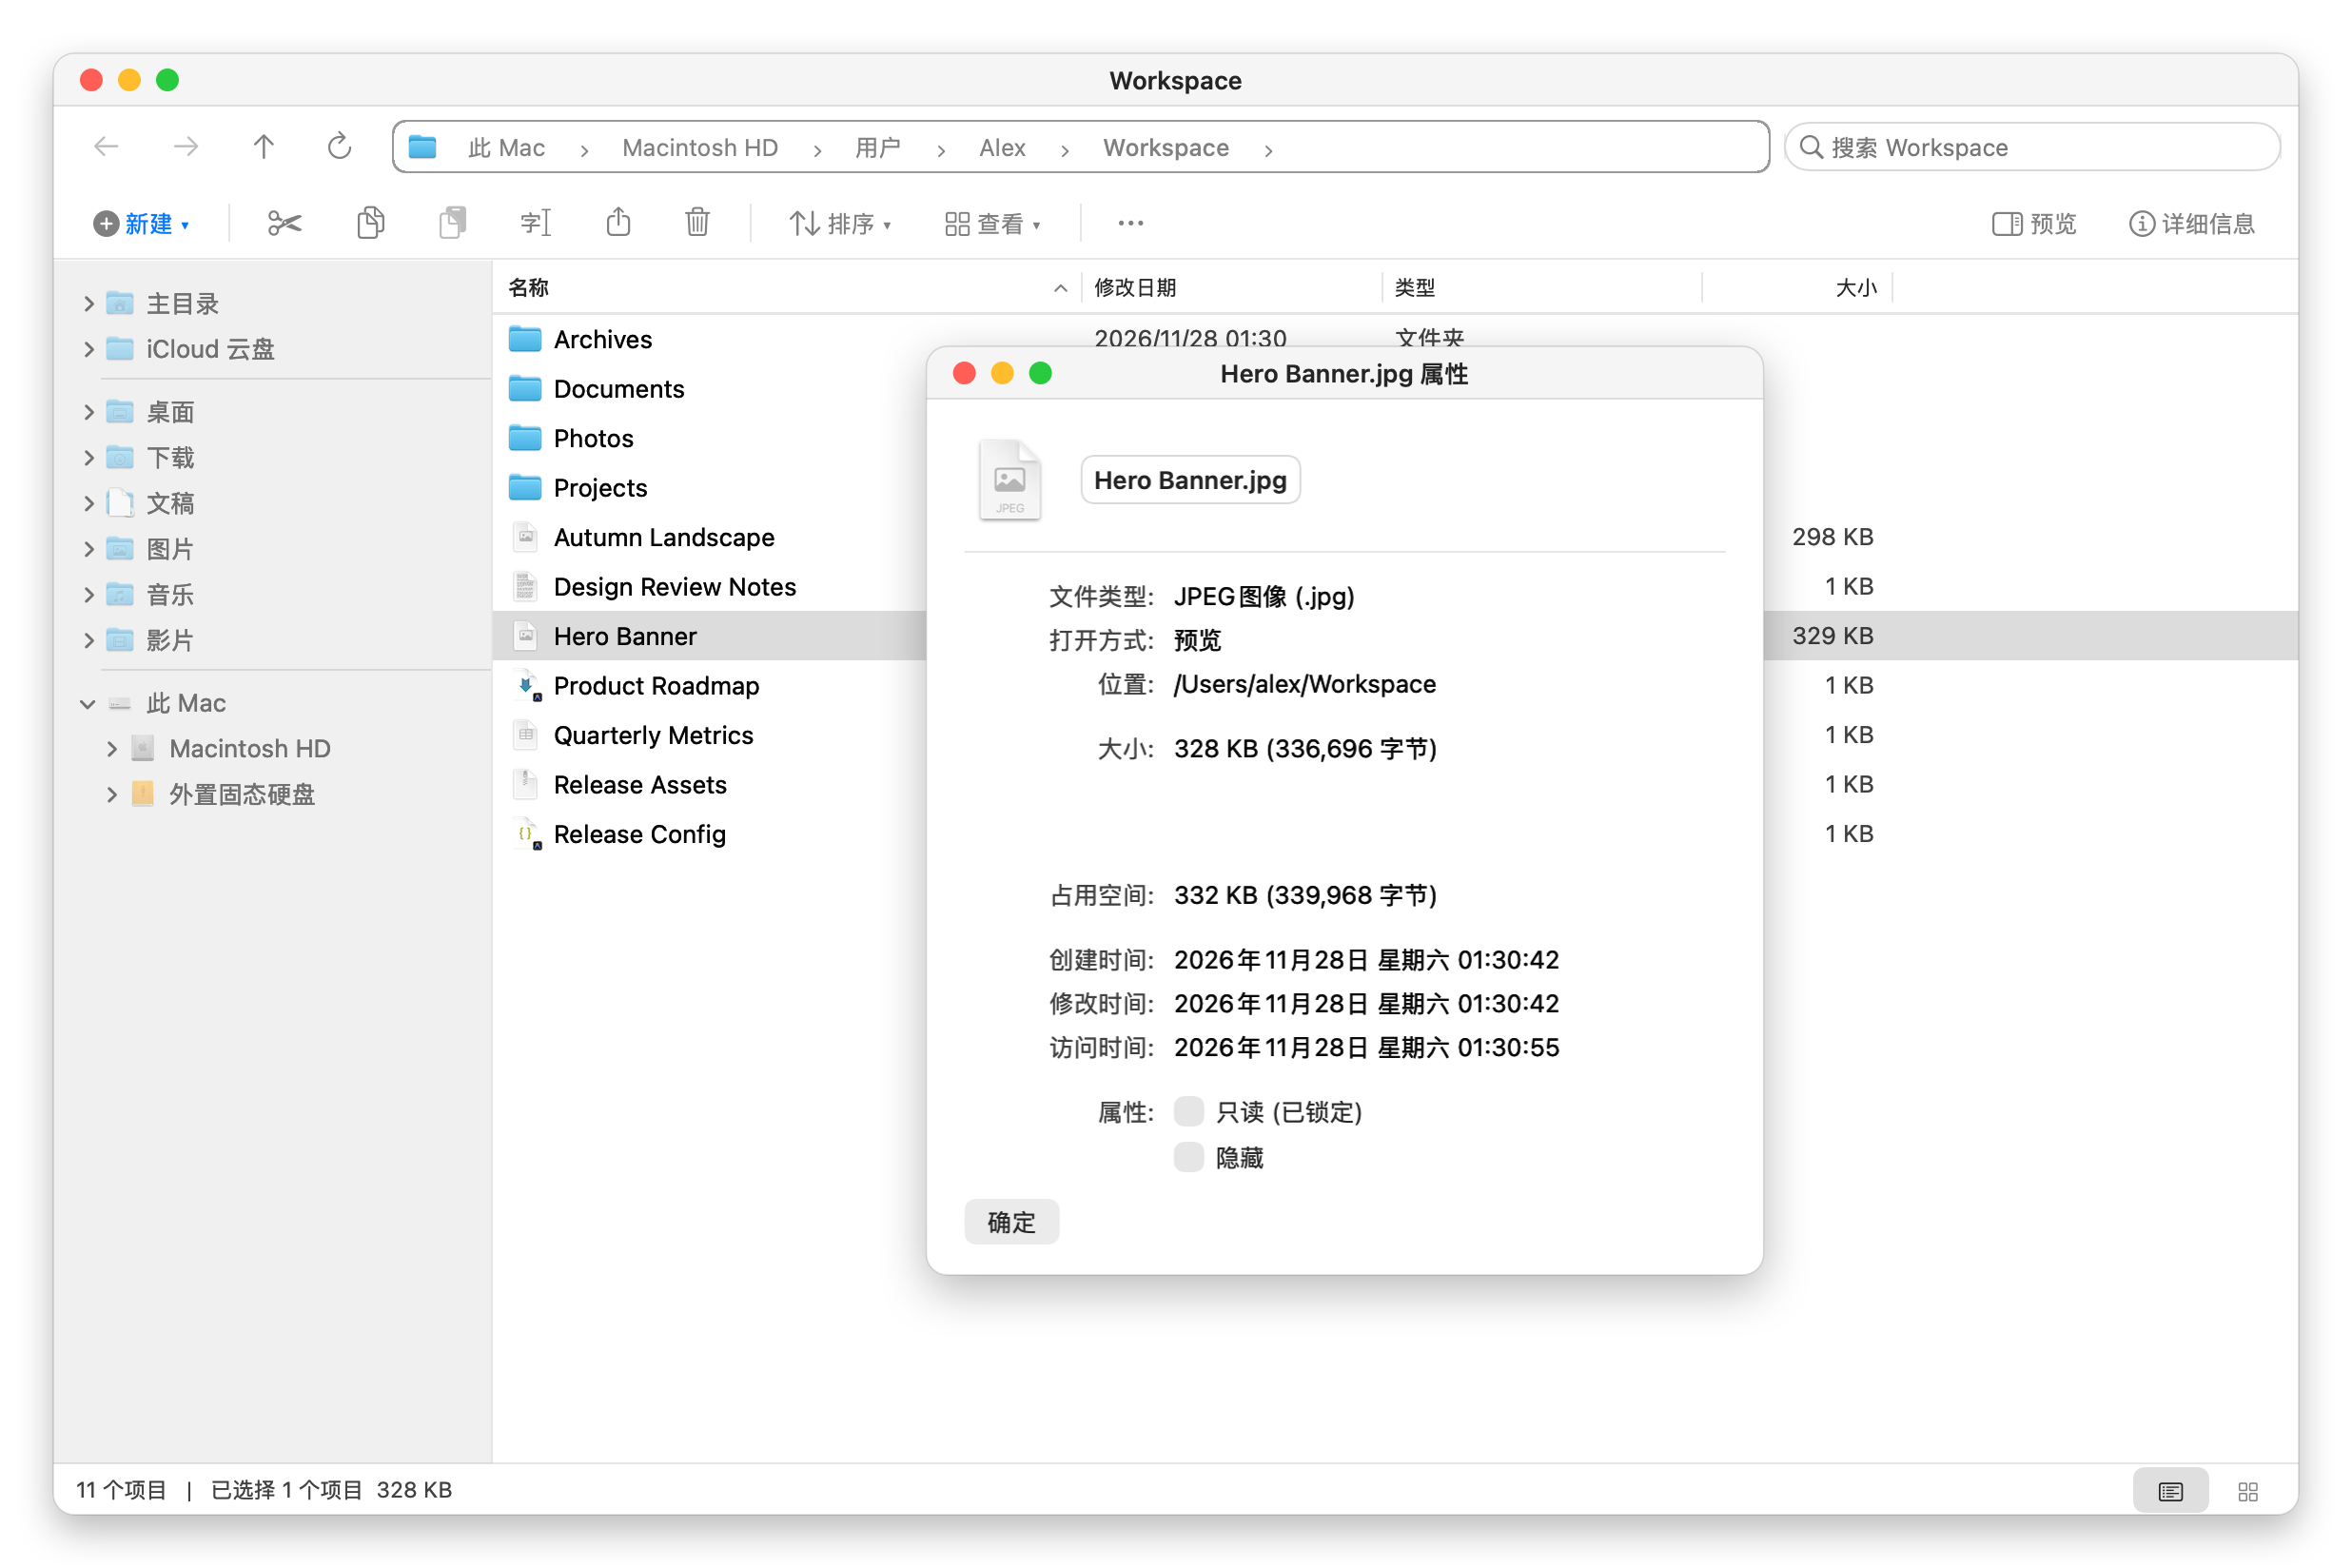 Workspace
此 Mac › Macintosh HD › 用户 › Alex › Workspace ›
搜索 Workspace
新建
排序
查看
预览
详细信息
主目录
iCloud 云盘
桌面
下载
文稿
图片
音乐
影片
此 Mac
Macintosh HD
外置固态硬盘
名称 修改日期 类型 大小
Archives 2026/11/28 01:30 文件夹
Documents
Photos
Projects
Autumn Landscape 298 KB
Design Review Notes 1 KB
Hero Banner 329 KB
Product Roadmap 1 KB
Quarterly Metrics 1 KB
Release Assets 1 KB
Release Config 1 KB
Hero Banner.jpg 属性
JPEG
Hero Banner.jpg
文件类型: JPEG图像 (.jpg)
打开方式: 预览
位置: /Users/alex/Workspace
大小: 328 KB (336,696 字节)
占用空间: 332 KB (339,968 字节)
创建时间: 2026年11月28日 星期六 01:30:42
修改时间: 2026年11月28日 星期六 01:30:42
访问时间: 2026年11月28日 星期六 01:30:55
属性: 只读 (已锁定)
隐藏
确定
11 个项目 | 已选择 1 个项目 328 KB